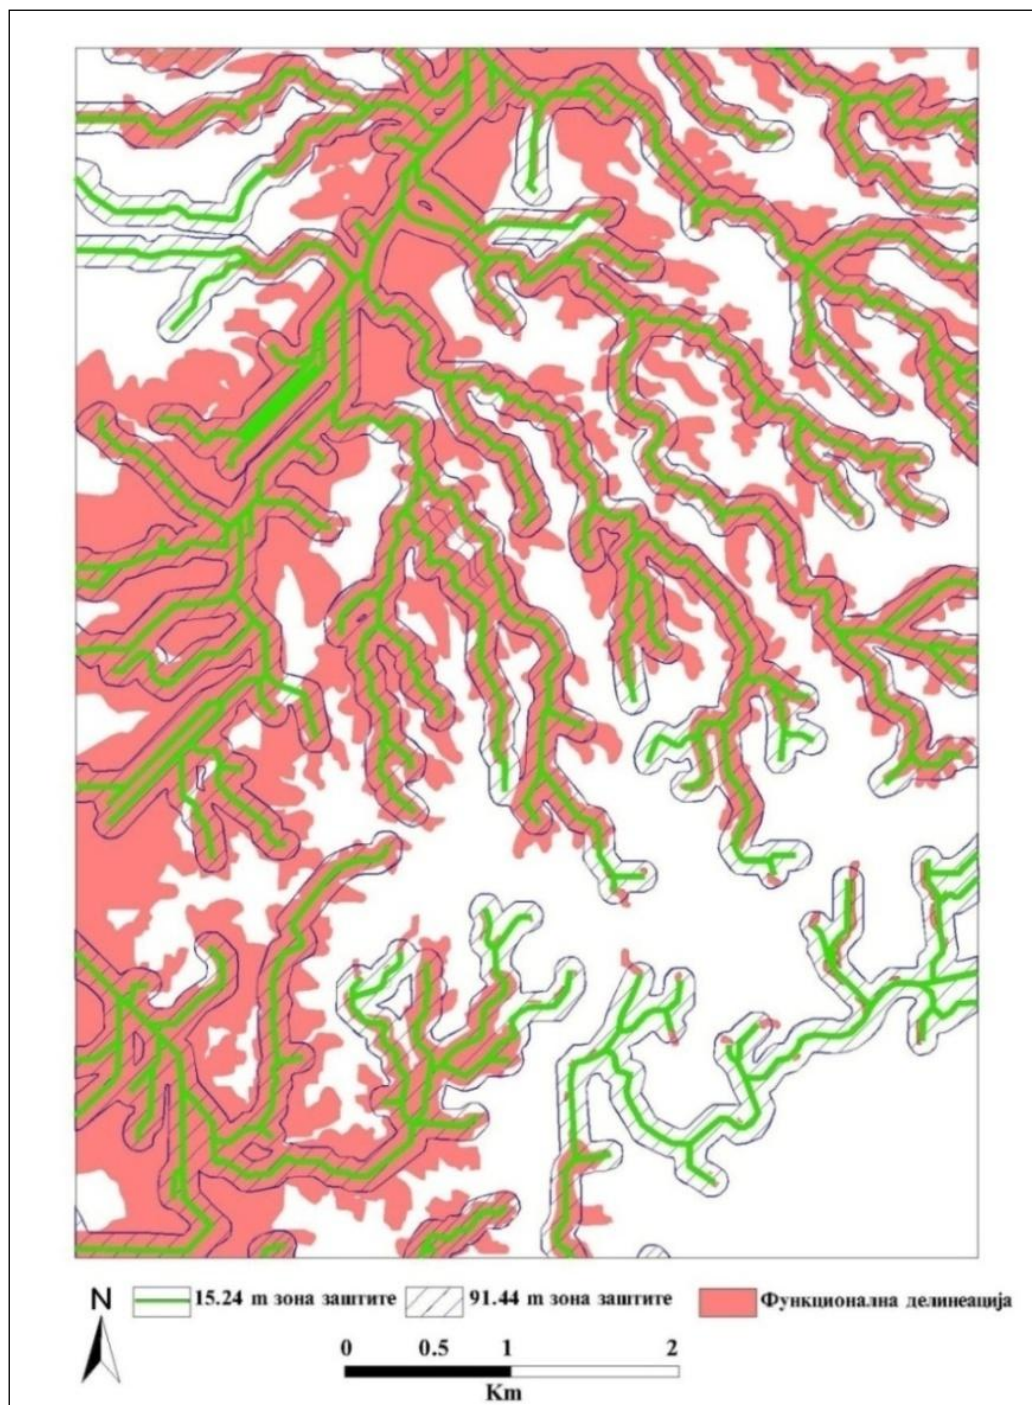 N
15.24 m зона заштите
91.44 m зона заштите
Функционална делинеација
0 0.5 1 2
Km